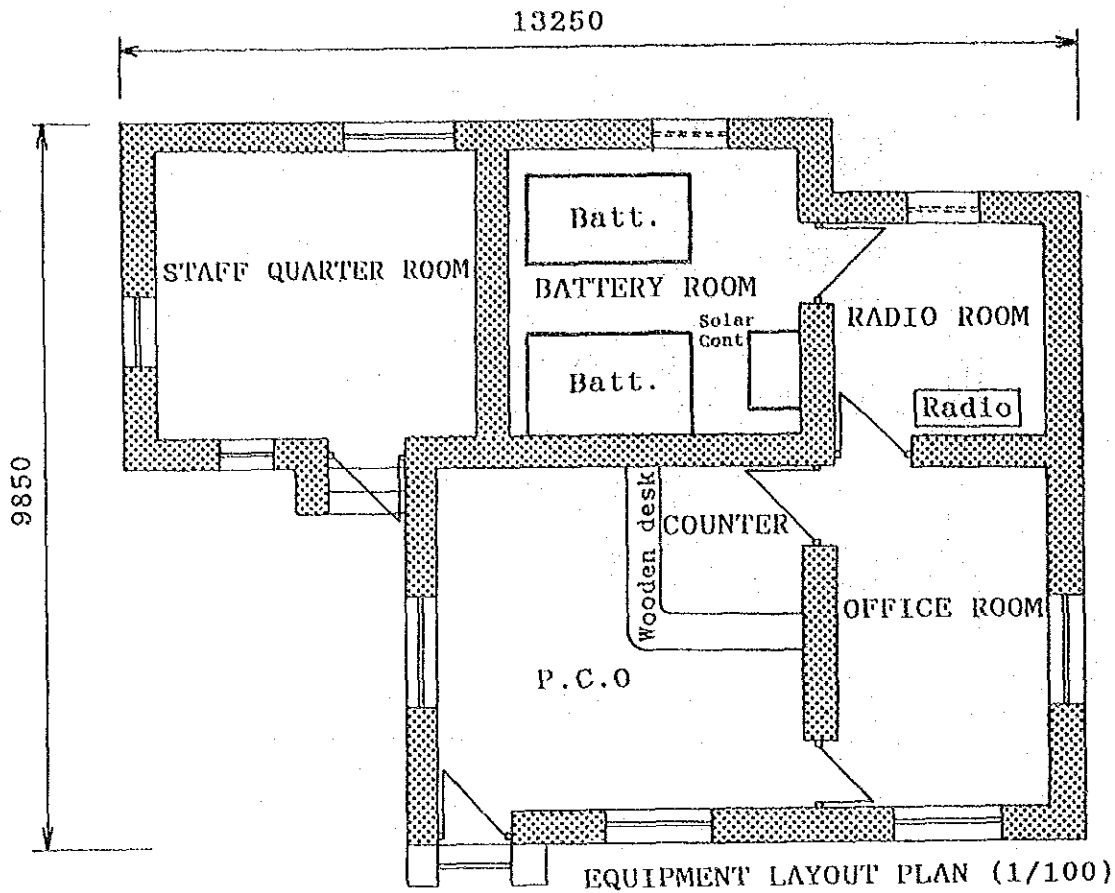 13250
9850
Batt.
STAFF QUARTER ROOM
BATTERY ROOM
Solar
Cont
RADIO ROOM
Batt.
Radio
Wooden desk
COUNTER
OFFICE ROOM
P.C.O
EQUIPMENT LAYOUT PLAN (1/100)